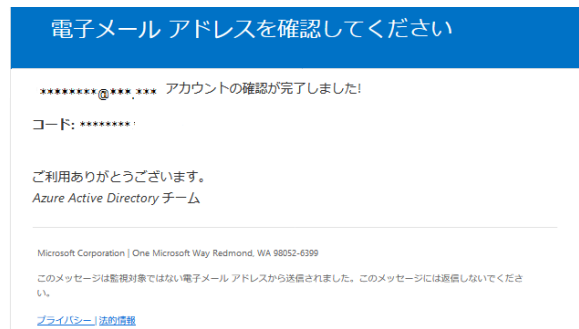 電子メール アドレスを確認してください
********@***.*** アカウントの確認が完了しました!
コード: ********
ご利用ありがとうございます。
Azure Active Directory チーム
Microsoft Corporation | One Microsoft Way Redmond, WA 98052-6399
このメッセージは監視対象ではない電子メール アドレスから送信されました。このメッセージには返信しないでくださ
い。
プライバシー | 法的情報